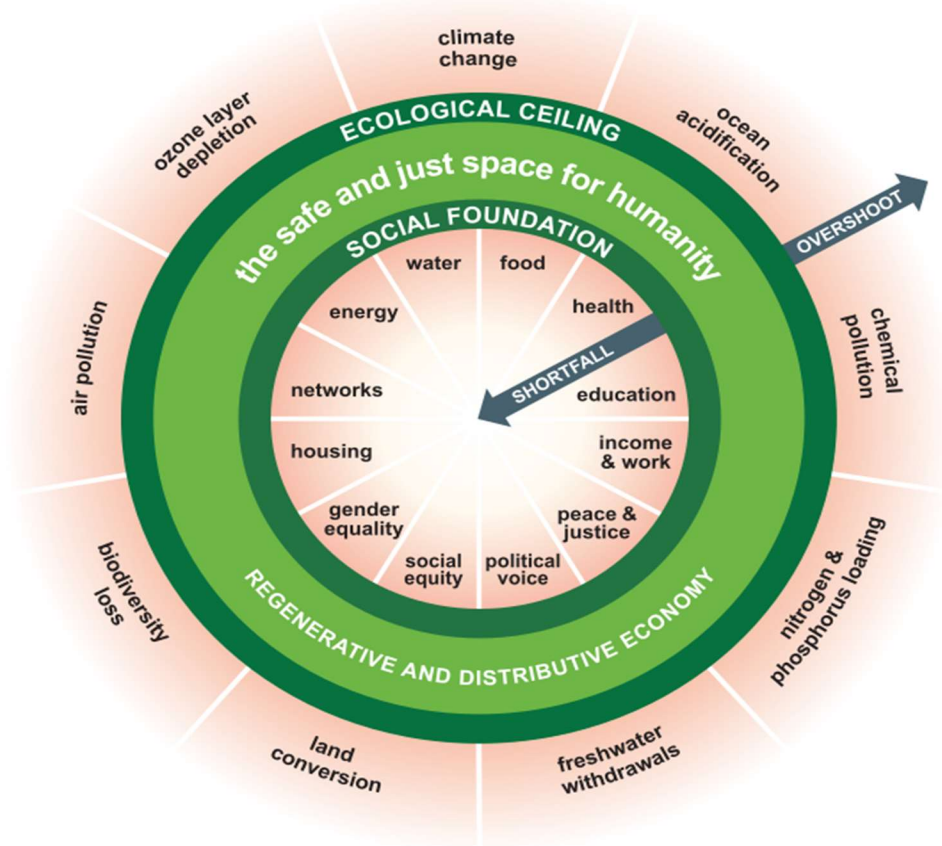 climate
change
ocean
acidification
OVERSHOOT
chemical
pollution
nitrogen &
phosphorus loading
freshwater
withdrawals
land
conversion
biodiversity
loss
air pollution
ozone layer
depletion
ECOLOGICAL CEILING
the safe and just space for humanity
SOCIAL FOUNDATION
water
food
health
SHORTFALL
education
income
& work
peace &
justice
political
voice
social
equity
gender
equality
housing
networks
energy
REGENERATIVE AND DISTRIBUTIVE ECONOMY